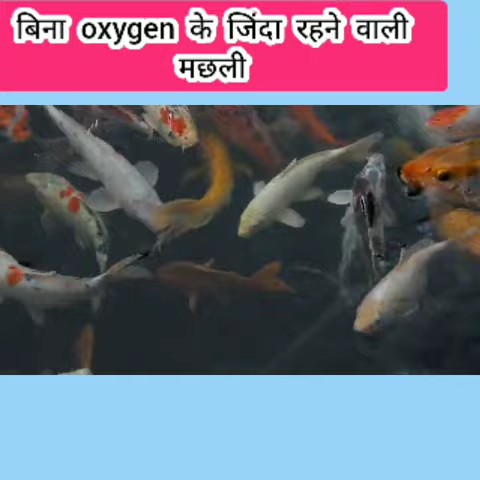 बिना oxygen के जिंदा रहने वाली
मछली